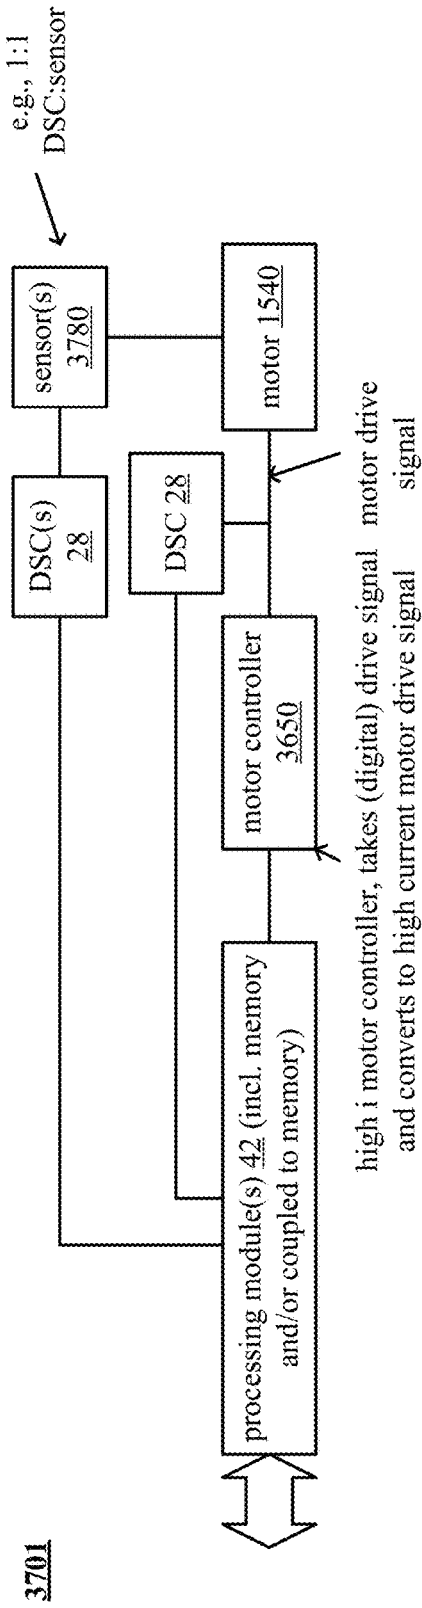 3701
e.g., 1:1
DSC:sensor
sensor(s)
3780
DSC(s)
28
DSC 28
motor 1540
motor controller
3650
processing module(s) 42 (incl. memory
and/or coupled to memory)
motor drive
signal
high i motor controller, takes (digital) drive signal
and converts to high current motor drive signal